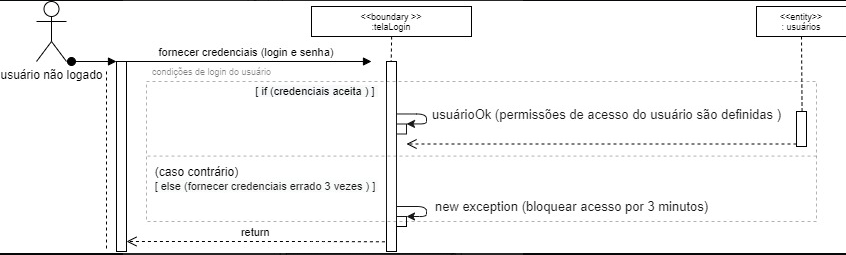 <<boundary >>
:telaLogin
<<entity>>
: usuários
fornecer credenciais (login e senha)
usuário não logado
condições de login do usuário
[ if (credenciais aceita ) ]
usuárioOk (permissões de acesso do usuário são definidas )
(caso contrário)
[ else (fornecer credenciais errado 3 vezes ) ]
new exception (bloquear acesso por 3 minutos)
return